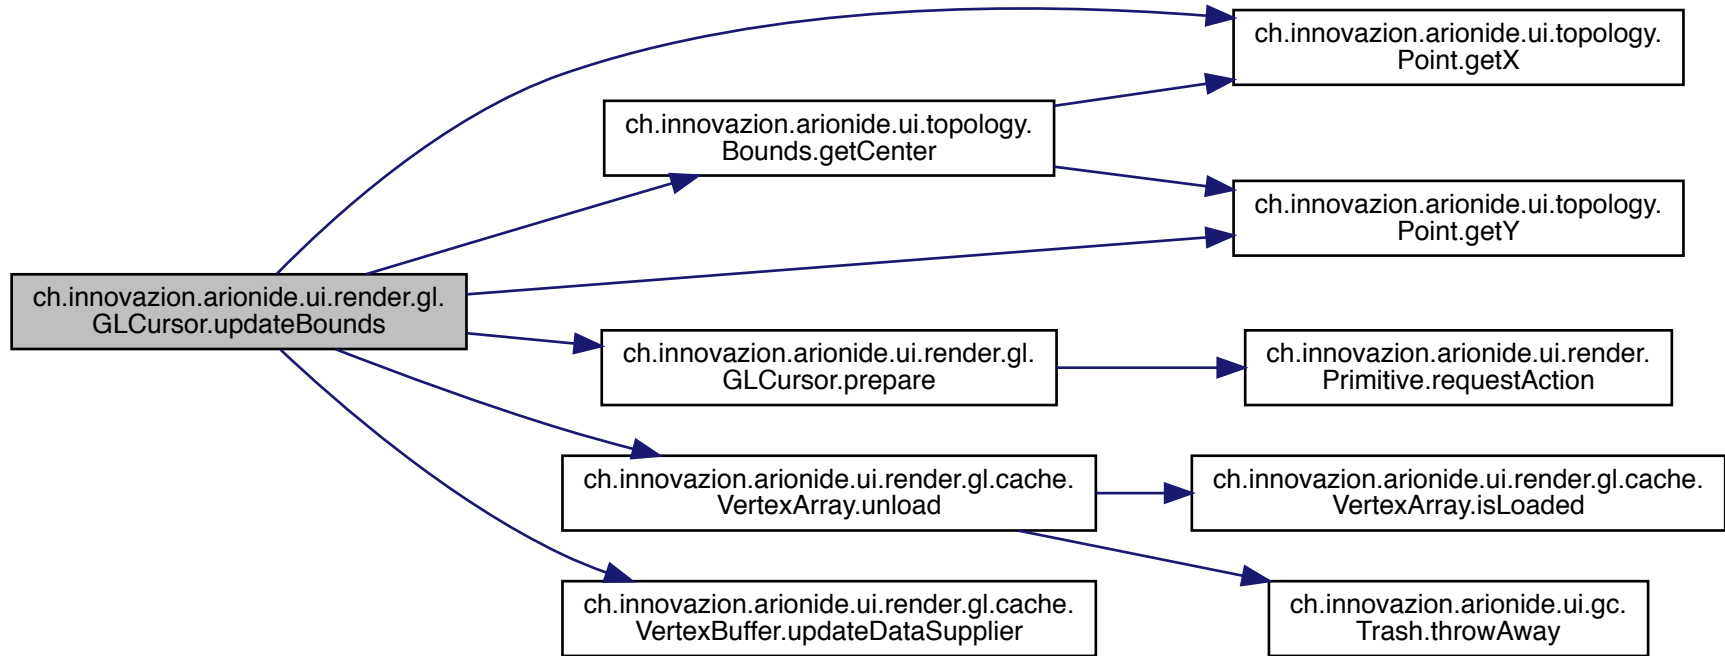 ch.innovazion.arionide.ui.topology.
Point.getX
ch.innovazion.arionide.ui.topology.
Bounds.getCenter
ch.innovazion.arionide.ui.topology.
Point.getY
ch.innovazion.arionide.ui.render.gl.
GLCursor.updateBounds
ch.innovazion.arionide.ui.render.gl.
GLCursor.prepare
ch.innovazion.arionide.ui.render.
Primitive.requestAction
ch.innovazion.arionide.ui.render.gl.cache.
VertexArray.unload
ch.innovazion.arionide.ui.render.gl.cache.
VertexArray.isLoaded
ch.innovazion.arionide.ui.render.gl.cache.
VertexBuffer.updateDataSupplier
ch.innovazion.arionide.ui.gc.
Trash.throwAway